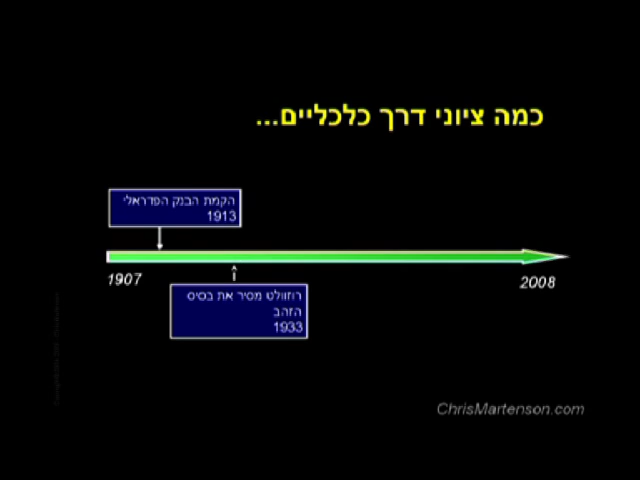 כמה ציוני דרך כלכליים...
הקמת הבנק הפדראלי
1913
1907
2008
רוזוולט מסיר את בסיס
הזהב
1933
ChrisMartenson.com